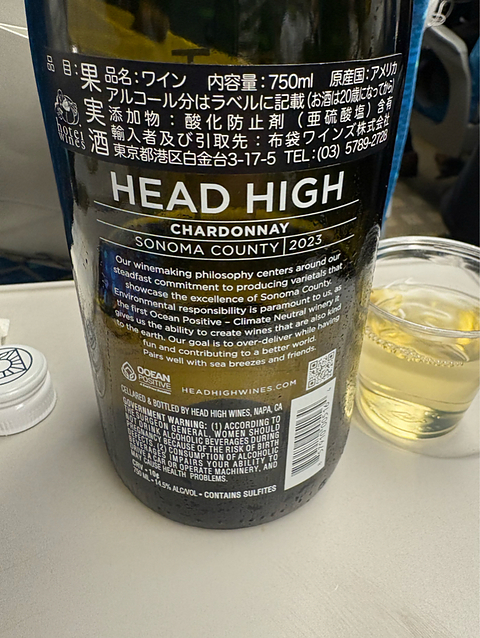 品目：果実酒
品名：ワイン 内容量：750ml 原産国：アメリカ
アルコール分はラベルに記載（お酒は20歳になってから）
添加物：酸化防止剤（亜硫酸塩）含有
輸入者及び引取先：布袋ワインズ株式会社
東京都港区白金台3-17-5 TEL：(03) 5789-2728
hotei
wines
HEAD HIGH
CHARDONNAY
SONOMA COUNTY | 2023
Our winemaking philosophy centers around our
steadfast commitment to producing varietals that
showcase the excellence of Sonoma County.
Environmental responsibility is paramount to us, as
the first Ocean Positive – Climate Neutral winery it
gives us the ability to create wines that are also kind
to the earth. Our goal is to over-deliver while having
fun and contributing to a better world.
Pairs well with sea breezes and friends.
OCEAN
POSITIVE
HEADHIGHWINES.COM
CELLARED & BOTTLED BY HEAD HIGH WINES, NAPA, CA
GOVERNMENT WARNING: (1) ACCORDING TO
SURGEON GENERAL, WOMEN SHOULD
NOT DRINK ALCOHOLIC BEVERAGES DURING
PREGNANCY BECAUSE OF THE RISK OF BIRTH
(2) CONSUMPTION OF ALCOHOLIC
IMPAIRS YOUR ABILITY TO
CAR OR OPERATE MACHINERY, AND
MAY CAUSE HEALTH PROBLEMS.
750 ML • 14.5% ALC/VOL • CONTAINS SULFITES